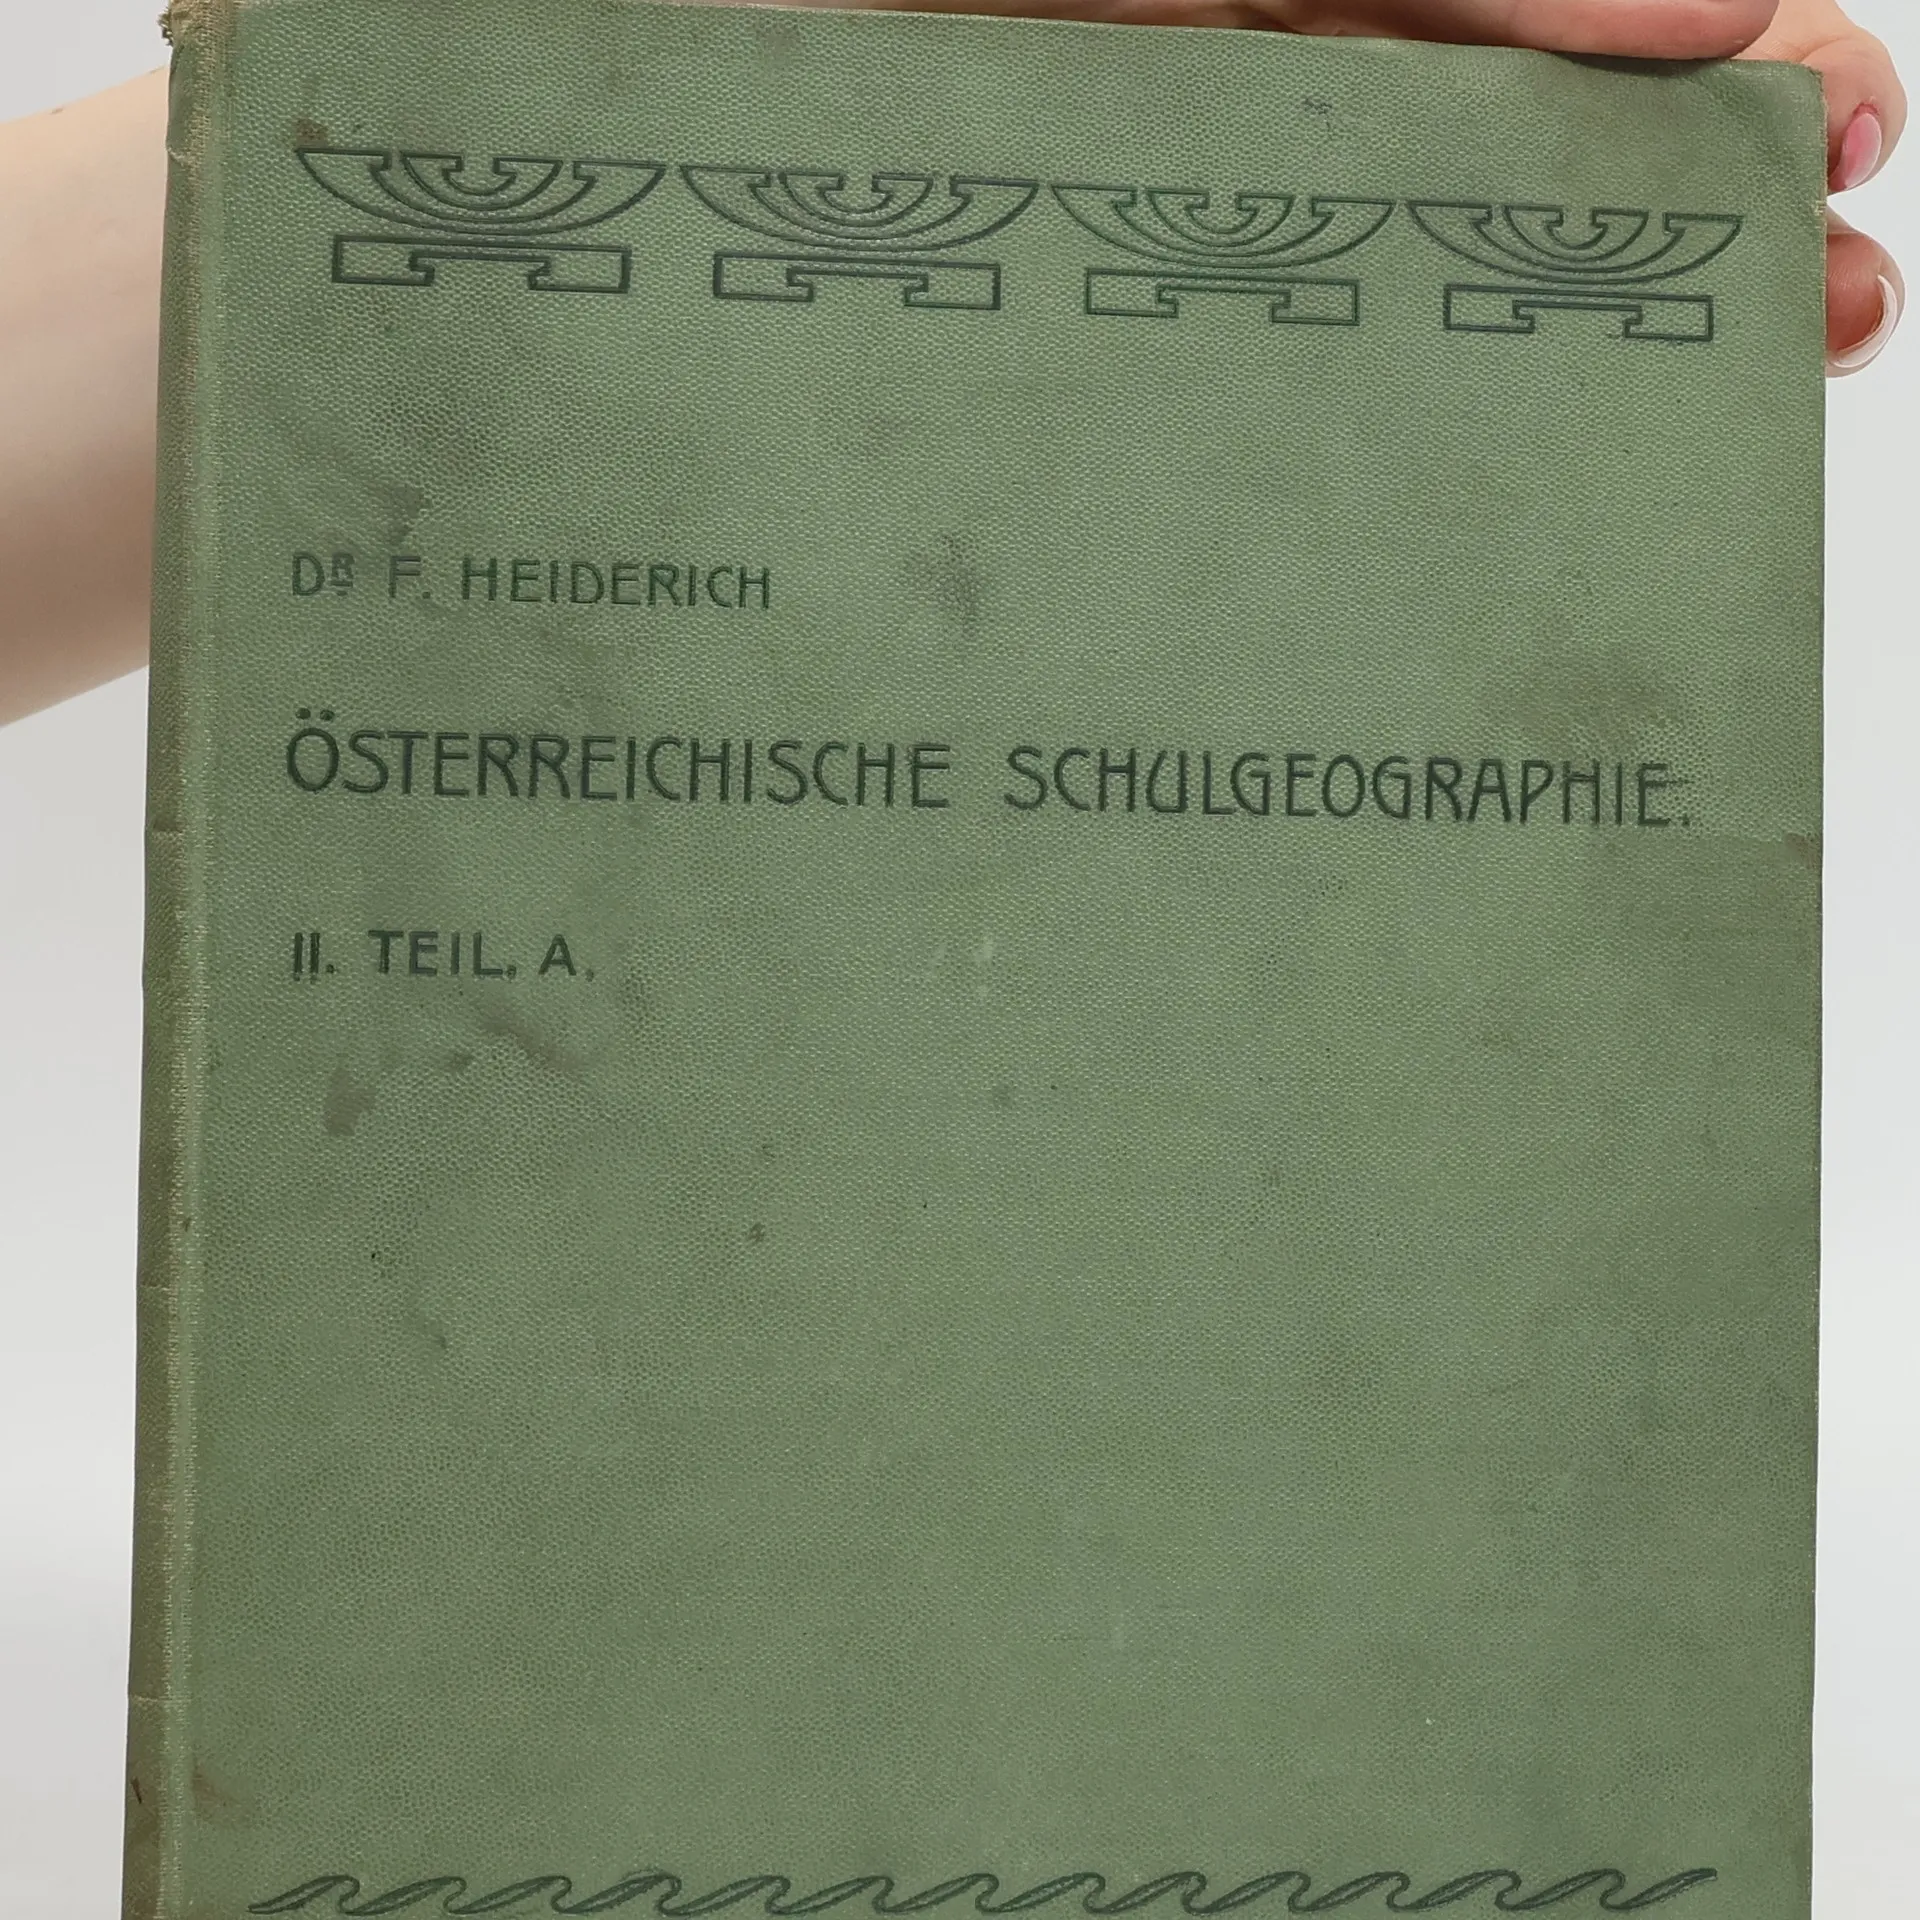 DR F. HEIDERICH
ÖSTERREICHISCHE SCHULGEOGRAPHIE.
II. TEIL. A.